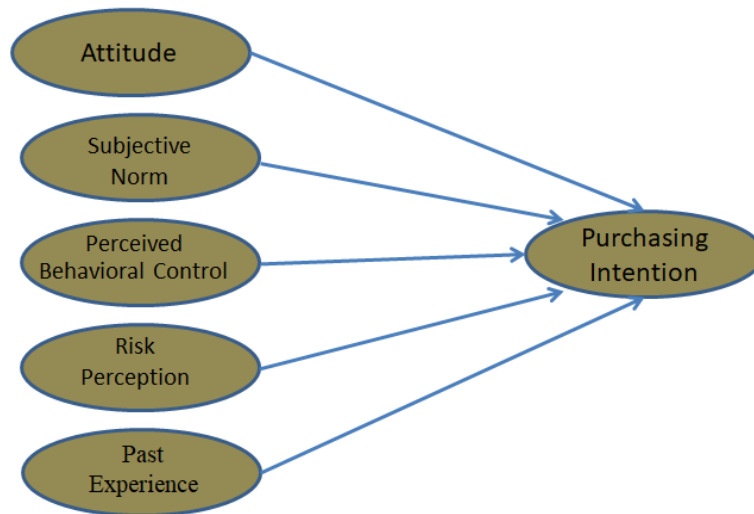 Attitude
Subjective
Norm
Perceived
Behavioral Control
Risk
Perception
Past
Experience
Purchasing
Intention